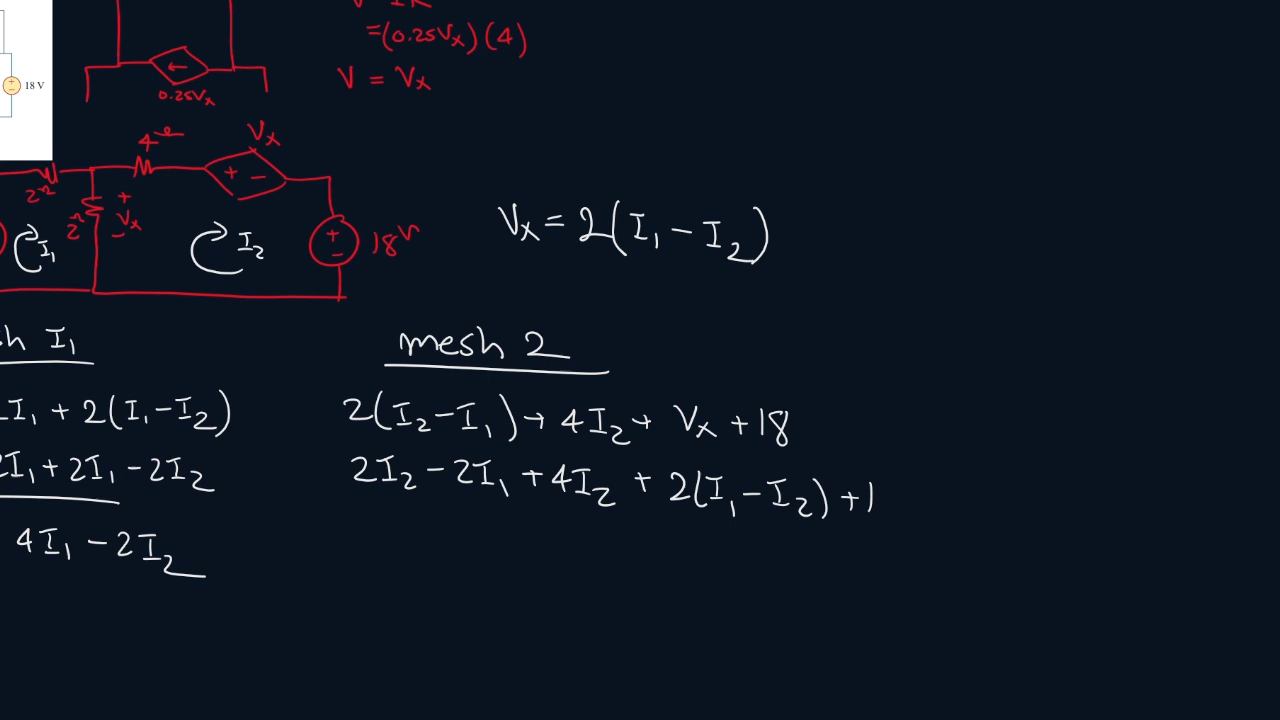 = (0.25Vx)(4)
V = Vx
18 V
0.25Vx
4Ω
Vx
2Ω
2Ω
+
Vx
−
+ −
I₁
I₂
+
−
18V
Vx = 2(I₁ − I₂)
I₁
mesh 2
I₁ + 2(I₁−I₂)
2(I₂−I₁) + 4I₂ + Vx + 18
2I₁ + 2I₁ − 2I₂
2I₂ − 2I₁ + 4I₂ + 2(I₁ − I₂) + 1
4I₁ − 2I₂